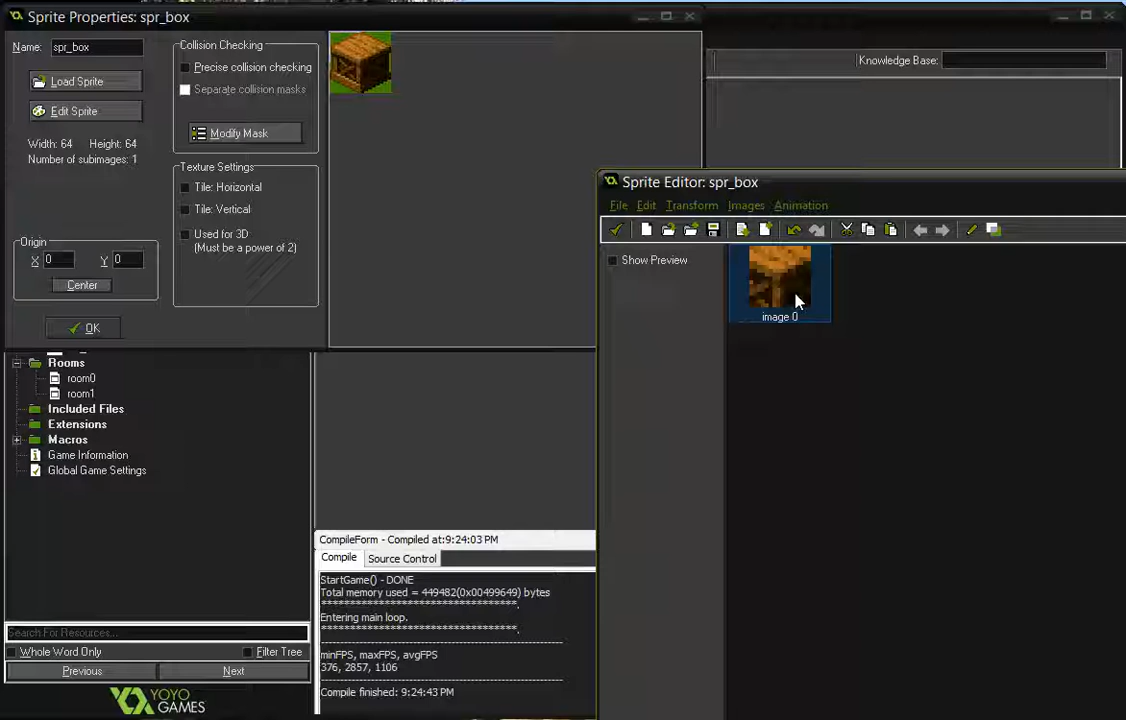 Sprite Properties: spr_box
Name: spr_box
Load Sprite
Edit Sprite
Width: 64 Height: 64
Number of subimages: 1
Origin
X 0 Y 0
Center
OK
Collision Checking
Precise collision checking
Separate collision masks
Modify Mask
Texture Settings
Tile: Horizontal
Tile: Vertical
Used for 3D
(Must be a power of 2)
Knowledge Base:
Sprite Editor: spr_box
File Edit Transform Images Animation
Show Preview
image 0
Rooms
room0
room1
Included Files
Extensions
Macros
Game Information
Global Game Settings
Search For Resources...
Whole Word Only Filter Tree
Previous Next
YOYO
GAMES
CompileForm - Compiled at:9:24:03 PM
Compile Source Control
StartGame() - DONE
Total memory used = 449482(0x00499649) bytes
**********************************.
Entering main loop.
**********************************.
minFPS, maxFPS, avgFPS
376, 2857, 1106
Compile finished: 9:24:43 PM